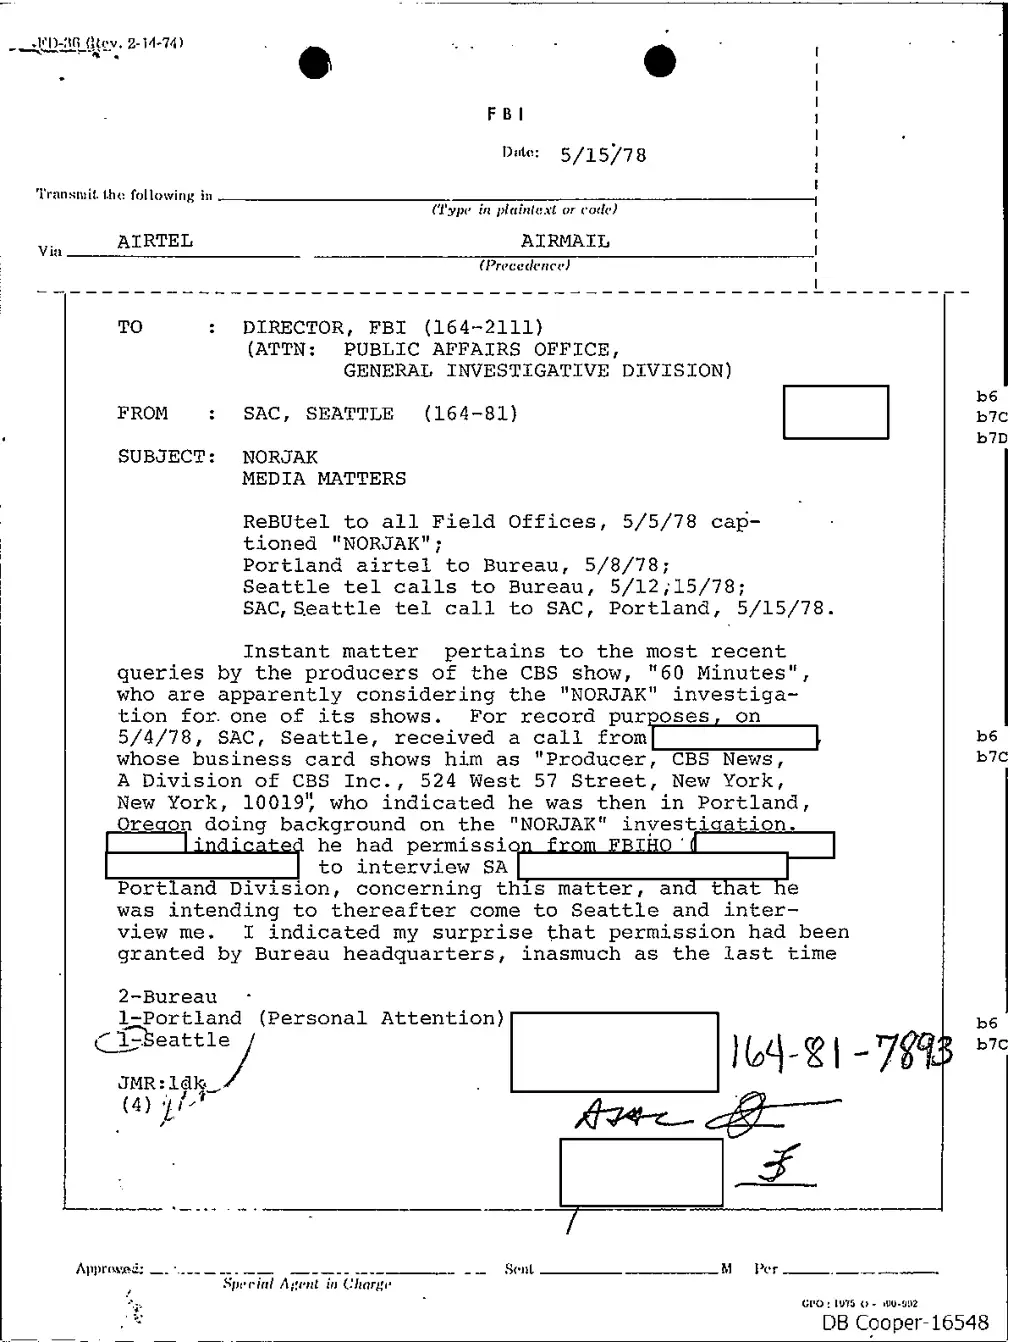 FD-36 (Rev. 2-14-74)
FBI
Date: 5/15/78
Transmit the following in
(Type in plaintext or code)
Via AIRTEL AIRMAIL
(Precedence)
TO : DIRECTOR, FBI (164-2111)
(ATTN: PUBLIC AFFAIRS OFFICE,
GENERAL INVESTIGATIVE DIVISION)
b6
FROM : SAC, SEATTLE (164-81) b7C
b7D
SUBJECT: NORJAK
MEDIA MATTERS
ReBUtel to all Field Offices, 5/5/78 cap-
tioned "NORJAK";
Portland airtel to Bureau, 5/8/78;
Seattle tel calls to Bureau, 5/12;15/78;
SAC, Seattle tel call to SAC, Portland, 5/15/78.
Instant matter pertains to the most recent
queries by the producers of the CBS show, "60 Minutes",
who are apparently considering the "NORJAK" investiga-
tion for one of its shows. For record purposes, on
5/4/78, SAC, Seattle, received a call from , b6
whose business card shows him as "Producer, CBS News, b7C
A Division of CBS Inc., 524 West 57 Street, New York,
New York, 10019", who indicated he was then in Portland,
Oregon doing background on the "NORJAK" investigation.
indicated he had permission from FBIHQ (
to interview SA
Portland Division, concerning this matter, and that he
was intending to thereafter come to Seattle and inter-
view me. I indicated my surprise that permission had been
granted by Bureau headquarters, inasmuch as the last time
2-Bureau
1-Portland (Personal Attention) b6
1-Seattle 164-81-7893 b7C
JMR:ldk
(4)
Approved: Sent M Per
Special Agent in Charge
GPO : 1975 O - 590-992
DB Cooper-16548